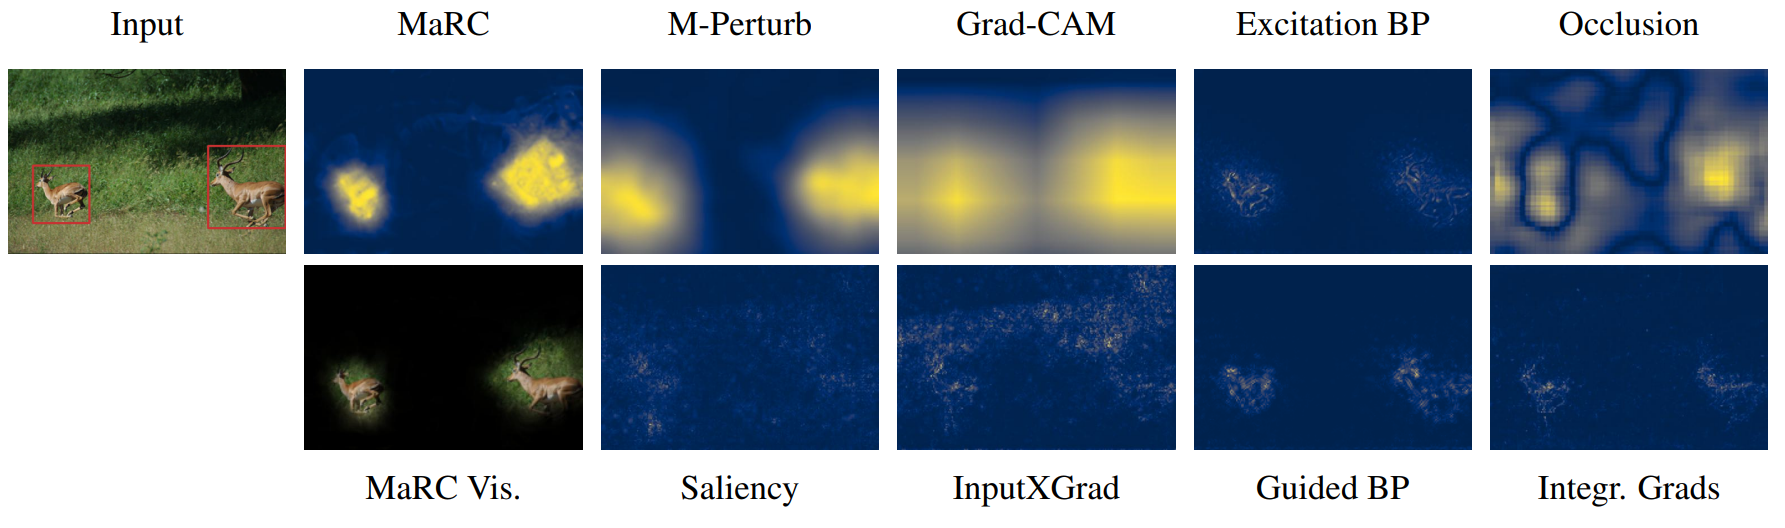 Input
MaRC
M-Perturb
Grad-CAM
Excitation BP
Occlusion
MaRC Vis.
Saliency
InputXGrad
Guided BP
Integr. Grads